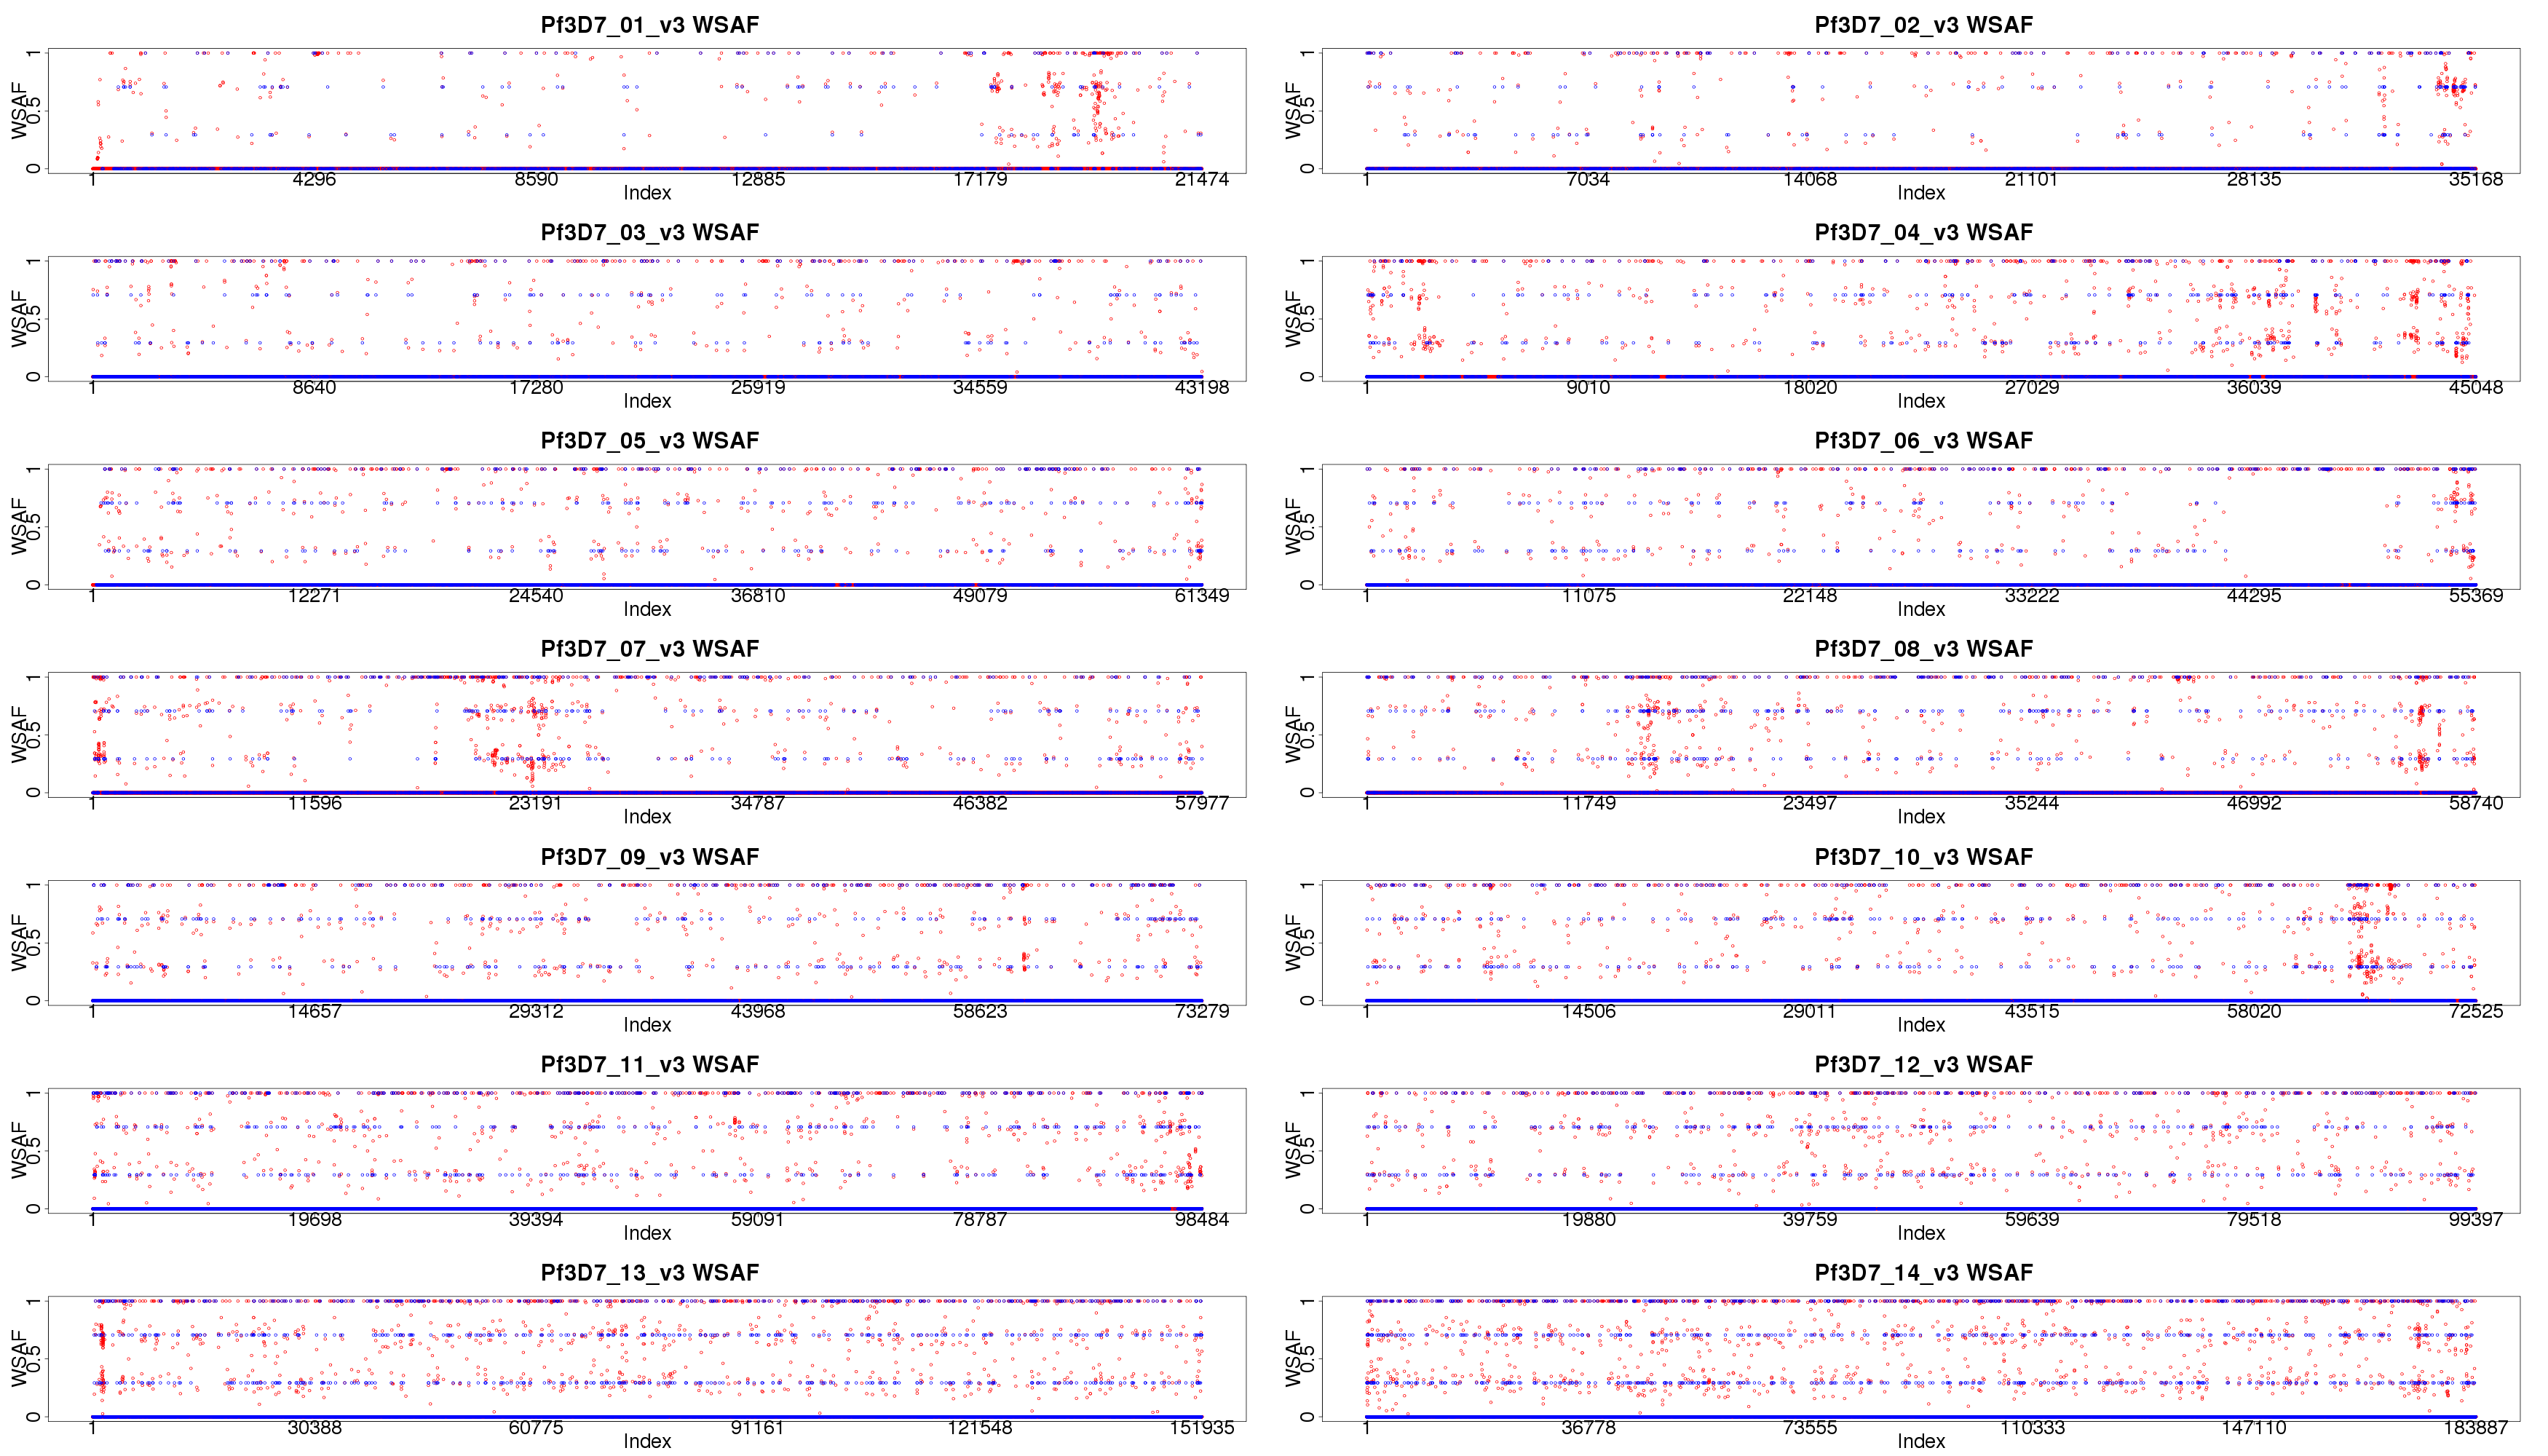 Pf3D7_01_v3 WSAF
WSAF
0 0.5 1
1 4296 8590 12885 17179 21474
Index
Pf3D7_02_v3 WSAF
WSAF
0 0.5 1
1 7034 14068 21101 28135 35168
Index
Pf3D7_03_v3 WSAF
WSAF
0 0.5 1
1 8640 17280 25919 34559 43198
Index
Pf3D7_04_v3 WSAF
WSAF
0 0.5 1
1 9010 18020 27029 36039 45048
Index
Pf3D7_05_v3 WSAF
WSAF
0 0.5 1
1 12271 24540 36810 49079 61349
Index
Pf3D7_06_v3 WSAF
WSAF
0 0.5 1
1 11075 22148 33222 44295 55369
Index
Pf3D7_07_v3 WSAF
WSAF
0 0.5 1
1 11596 23191 34787 46382 57977
Index
Pf3D7_08_v3 WSAF
WSAF
0 0.5 1
1 11749 23497 35244 46992 58740
Index
Pf3D7_09_v3 WSAF
WSAF
0 0.5 1
1 14657 29312 43968 58623 73279
Index
Pf3D7_10_v3 WSAF
WSAF
0 0.5 1
1 14506 29011 43515 58020 72525
Index
Pf3D7_11_v3 WSAF
WSAF
0 0.5 1
1 19698 39394 59091 78787 98484
Index
Pf3D7_12_v3 WSAF
WSAF
0 0.5 1
1 19880 39759 59639 79518 99397
Index
Pf3D7_13_v3 WSAF
WSAF
0 0.5 1
1 30388 60775 91161 121548 151935
Index
Pf3D7_14_v3 WSAF
WSAF
0 0.5 1
1 36778 73555 110333 147110 183887
Index